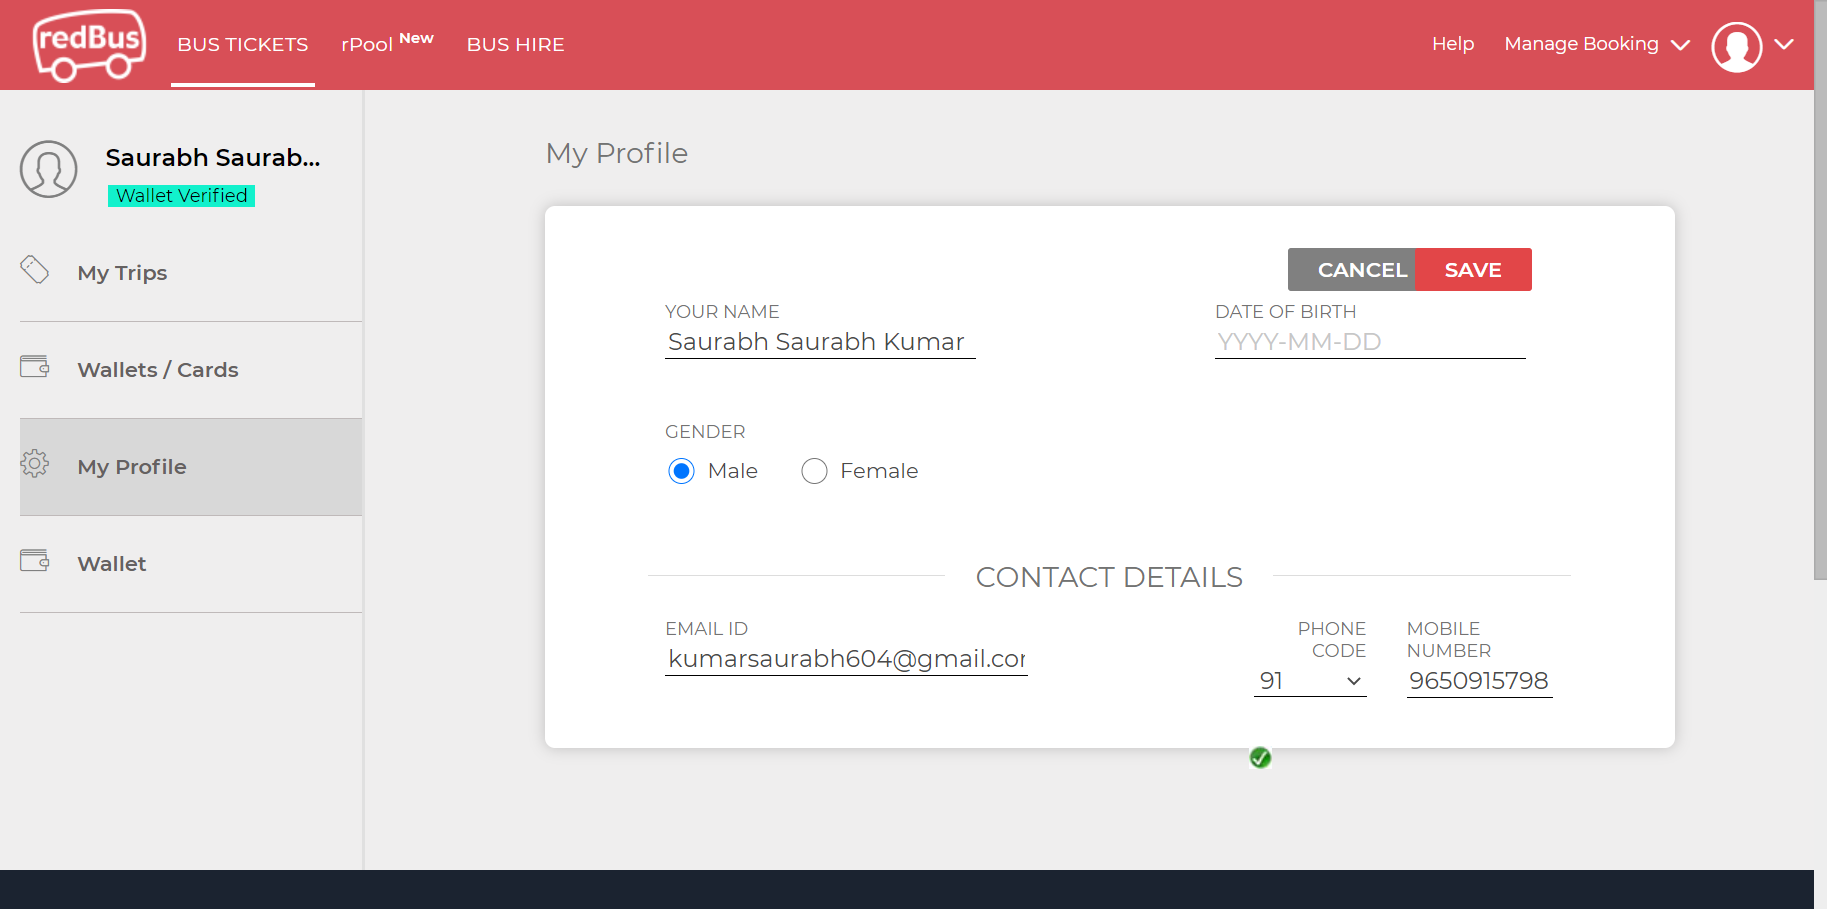 redBus
BUS TICKETS rPool New BUS HIRE Help Manage Booking
Saurabh Saurab...
Wallet Verified
My Trips
Wallets / Cards
My Profile
Wallet
My Profile
CANCEL SAVE
YOUR NAME DATE OF BIRTH
Saurabh Saurabh Kumar YYYY-MM-DD
GENDER
Male Female
CONTACT DETAILS
EMAIL ID PHONE CODE MOBILE NUMBER
kumarsaurabh604@gmail.cor 91 9650915798